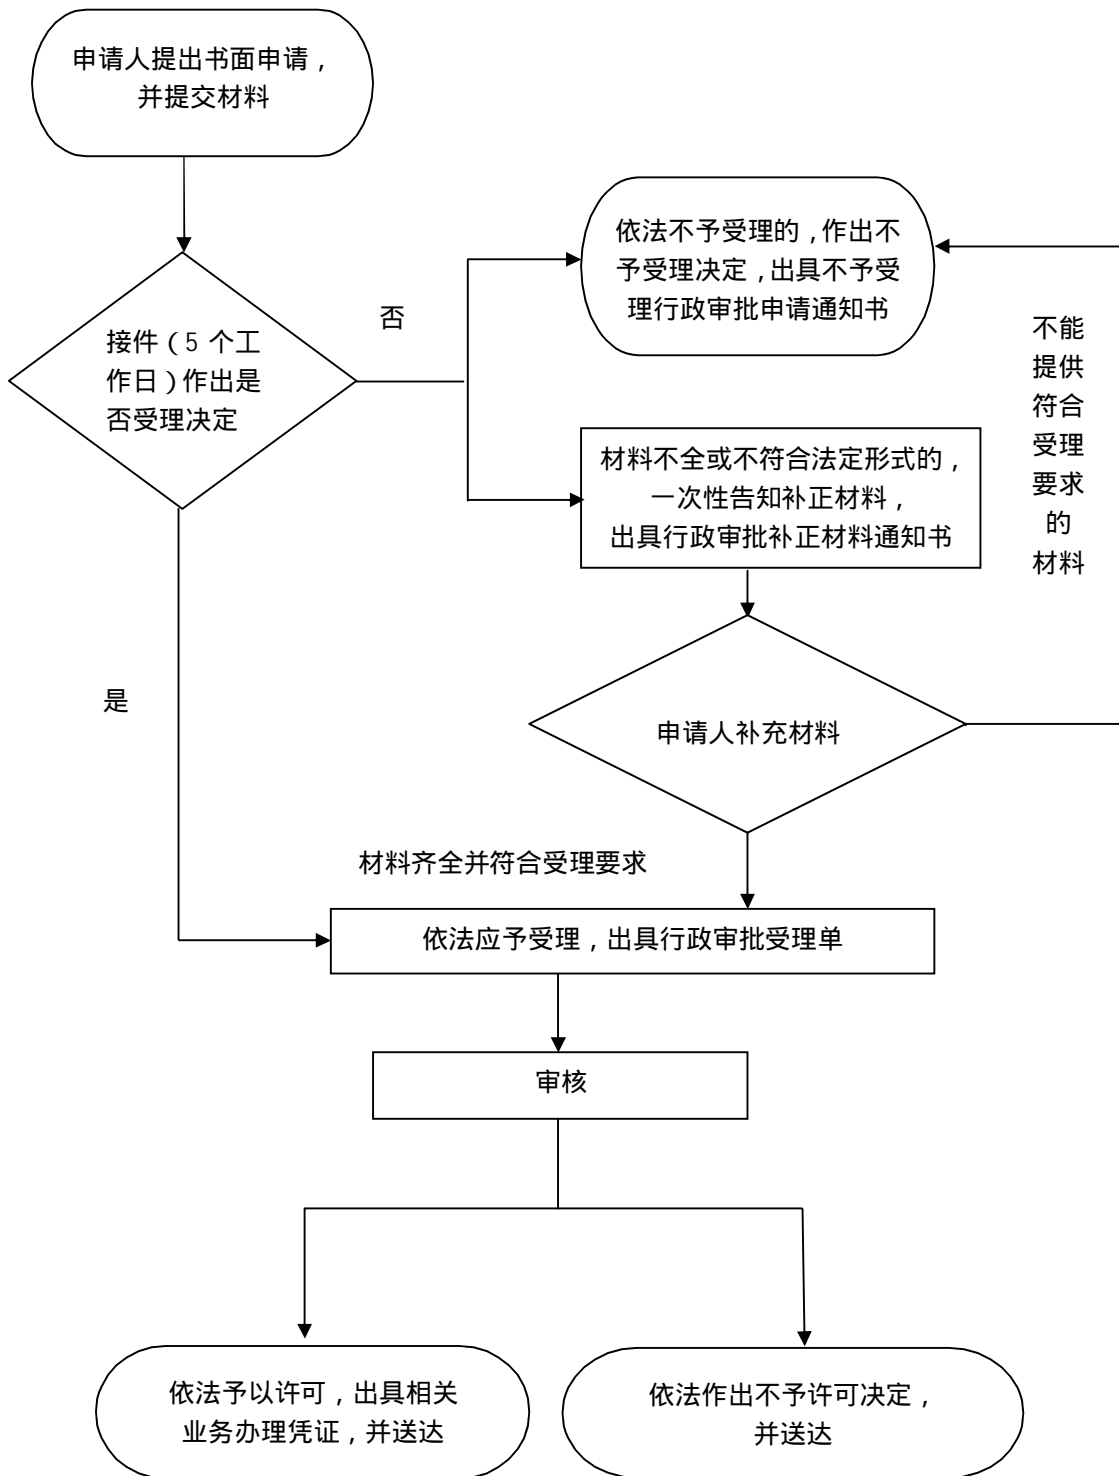 申请人提出书面申请，
并提交材料
依法不予受理的，作出不
予受理决定，出具不予受
理行政审批申请通知书
否
接件（5 个工
作日）作出是
否受理决定
不能
提供
符合
受理
要求
的
材料
材料不全或不符合法定形式的，
一次性告知补正材料，
出具行政审批补正材料通知书
是
申请人补充材料
材料齐全并符合受理要求
依法应予受理，出具行政审批受理单
审核
依法予以许可，出具相关
业务办理凭证，并送达
依法作出不予许可决定，
并送达